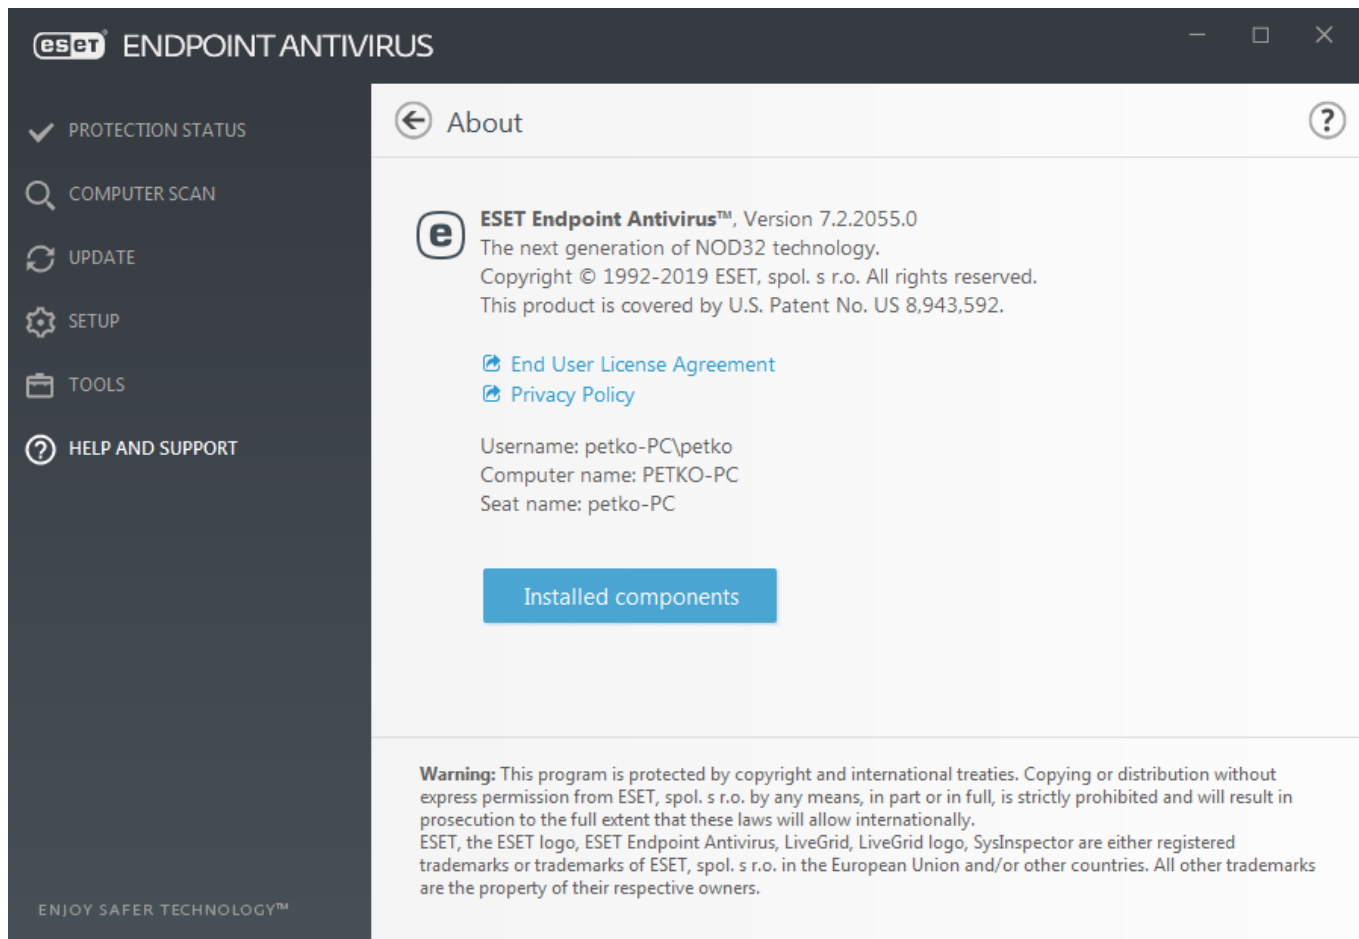 eset ENDPOINT ANTIVIRUS
PROTECTION STATUS
COMPUTER SCAN
UPDATE
SETUP
TOOLS
HELP AND SUPPORT
ENJOY SAFER TECHNOLOGY™
About
?
e
ESET Endpoint Antivirus™, Version 7.2.2055.0
The next generation of NOD32 technology.
Copyright © 1992-2019 ESET, spol. s r.o. All rights reserved.
This product is covered by U.S. Patent No. US 8,943,592.
End User License Agreement
Privacy Policy
Username: petko-PC\petko
Computer name: PETKO-PC
Seat name: petko-PC
Installed components
Warning: This program is protected by copyright and international treaties. Copying or distribution without
express permission from ESET, spol. s r.o. by any means, in part or in full, is strictly prohibited and will result in
prosecution to the full extent that these laws will allow internationally.
ESET, the ESET logo, ESET Endpoint Antivirus, LiveGrid, LiveGrid logo, SysInspector are either registered
trademarks or trademarks of ESET, spol. s r.o. in the European Union and/or other countries. All other trademarks
are the property of their respective owners.